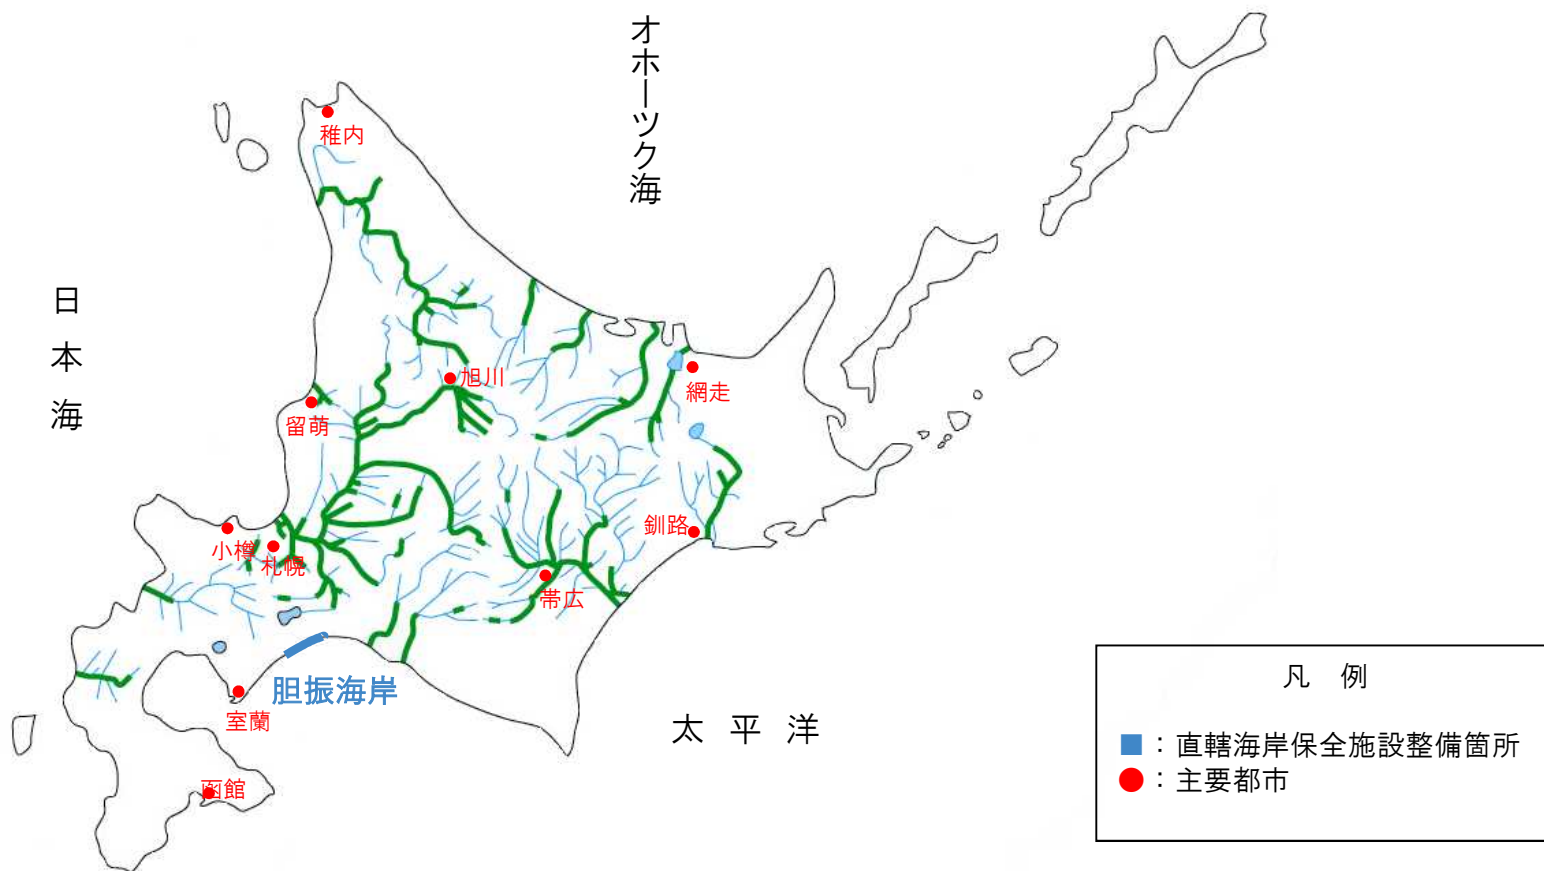 オホーツク海
稚内
日本海
旭川
網走
留萌
釧路
小樽
札幌
帯広
胆振海岸
室蘭
太平洋
函館
凡 例
■：直轄海岸保全施設整備箇所
●：主要都市